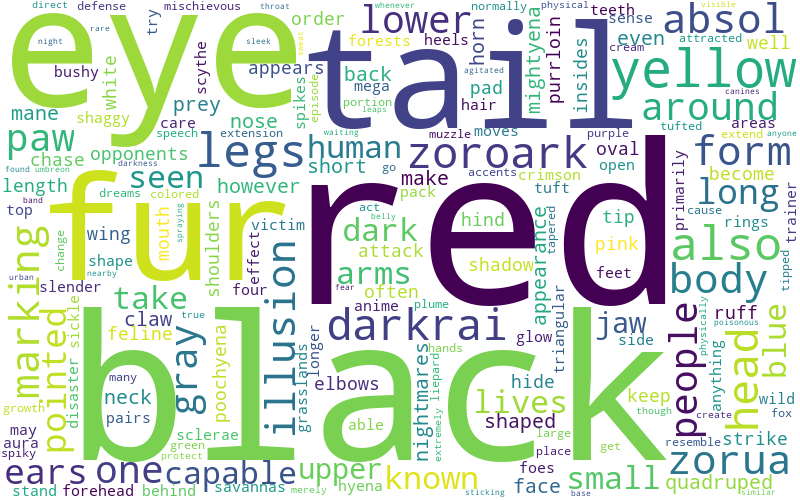 eye
tail
red
black
fur
yellow
absol
lower
around
paw
legs
human
zoroark
form
long
seen
also
body
dark
arms
take
marking
pointed
gray
illusion
darkrai
jaw
people
head
blue
lives
zorua
ears
one
capable
upper
known
small
direct
defense
try
mischievous
throat
whenever
physical
normally
visible
night
rare
sleek
sweat
agitated
cream
canines
bushy
white
scythe
order
appears
forests
heels
horn
teeth
sense
attracted
even
well
mightyena
purrloin
insides
mane
shaggy
prey
care
nose
spikes
episode
back
mega
portion
leaps
pad
hair
areas
tufted
chase
opponents
speech
extension
waiting
muzzle
moves
purple
extend
anyone
found
umbreon
darkness
short
go
accents
oval
open
become
length
dreams
colored
however
make
crimson
primarily
cause
trainer
top
band
wing
mouth
spraying
shoulders
victim
act
belly
pack
tuft
hind
tapered
tip
rings
change
shape
effect
attack
shadow
appearance
pink
tipped
urban
nearby
slender
four
often
fear
anime
plume
feet
claw
true
longer
glow
triangular
side
ruff
physically
poisonous
disaster
sickle
feline
poochyena
grasslands
hands
nightmares
liepard
extremely
hide
anything
many
neck
elbows
keep
though
wild
growth
pairs
sclerae
able
shaped
large
create
fox
may
aura
green
protect
place
get
strike
resemble
spiky
stand
forehead
behind
savannas
merely
hyena
sticking
foes
face
base
quadruped
similar